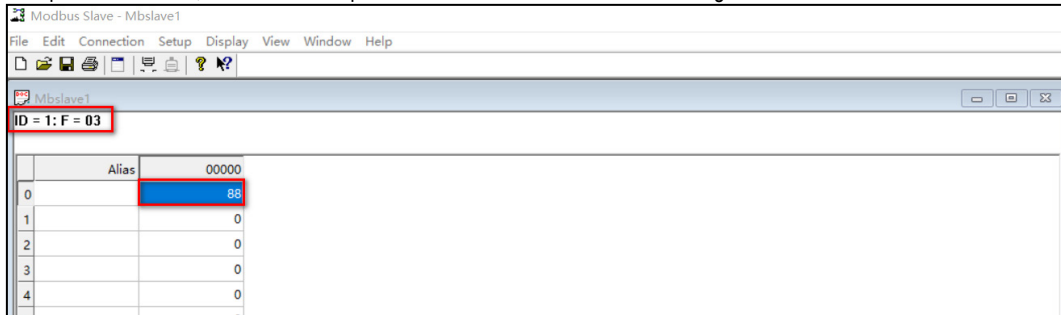 Modbus Slave - Mbslave1
File Edit Connection Setup Display View Window Help
Mbslave1
ID = 1: F = 03
Alias 00000
0 88
1 0
2 0
3 0
4 0